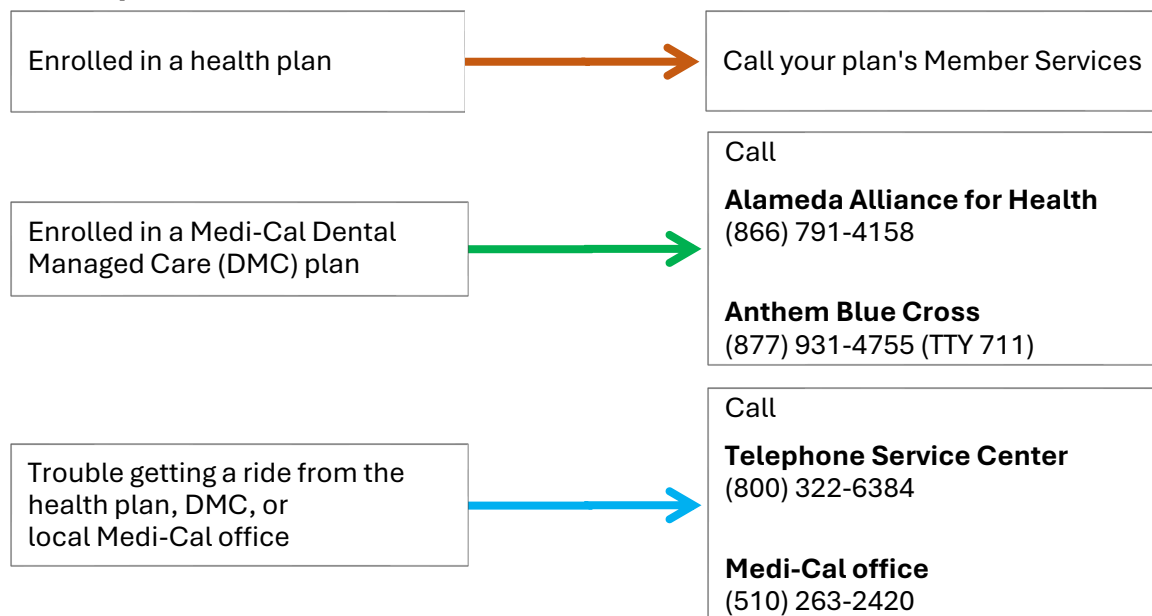 Enrolled in a health plan
Call your plan's Member Services
Enrolled in a Medi-Cal Dental
Managed Care (DMC) plan
Call
Alameda Alliance for Health
(866) 791-4158
Anthem Blue Cross
(877) 931-4755 (TTY 711)
Trouble getting a ride from the
health plan, DMC, or
local Medi-Cal office
Call
Telephone Service Center
(800) 322-6384
Medi-Cal office
(510) 263-2420